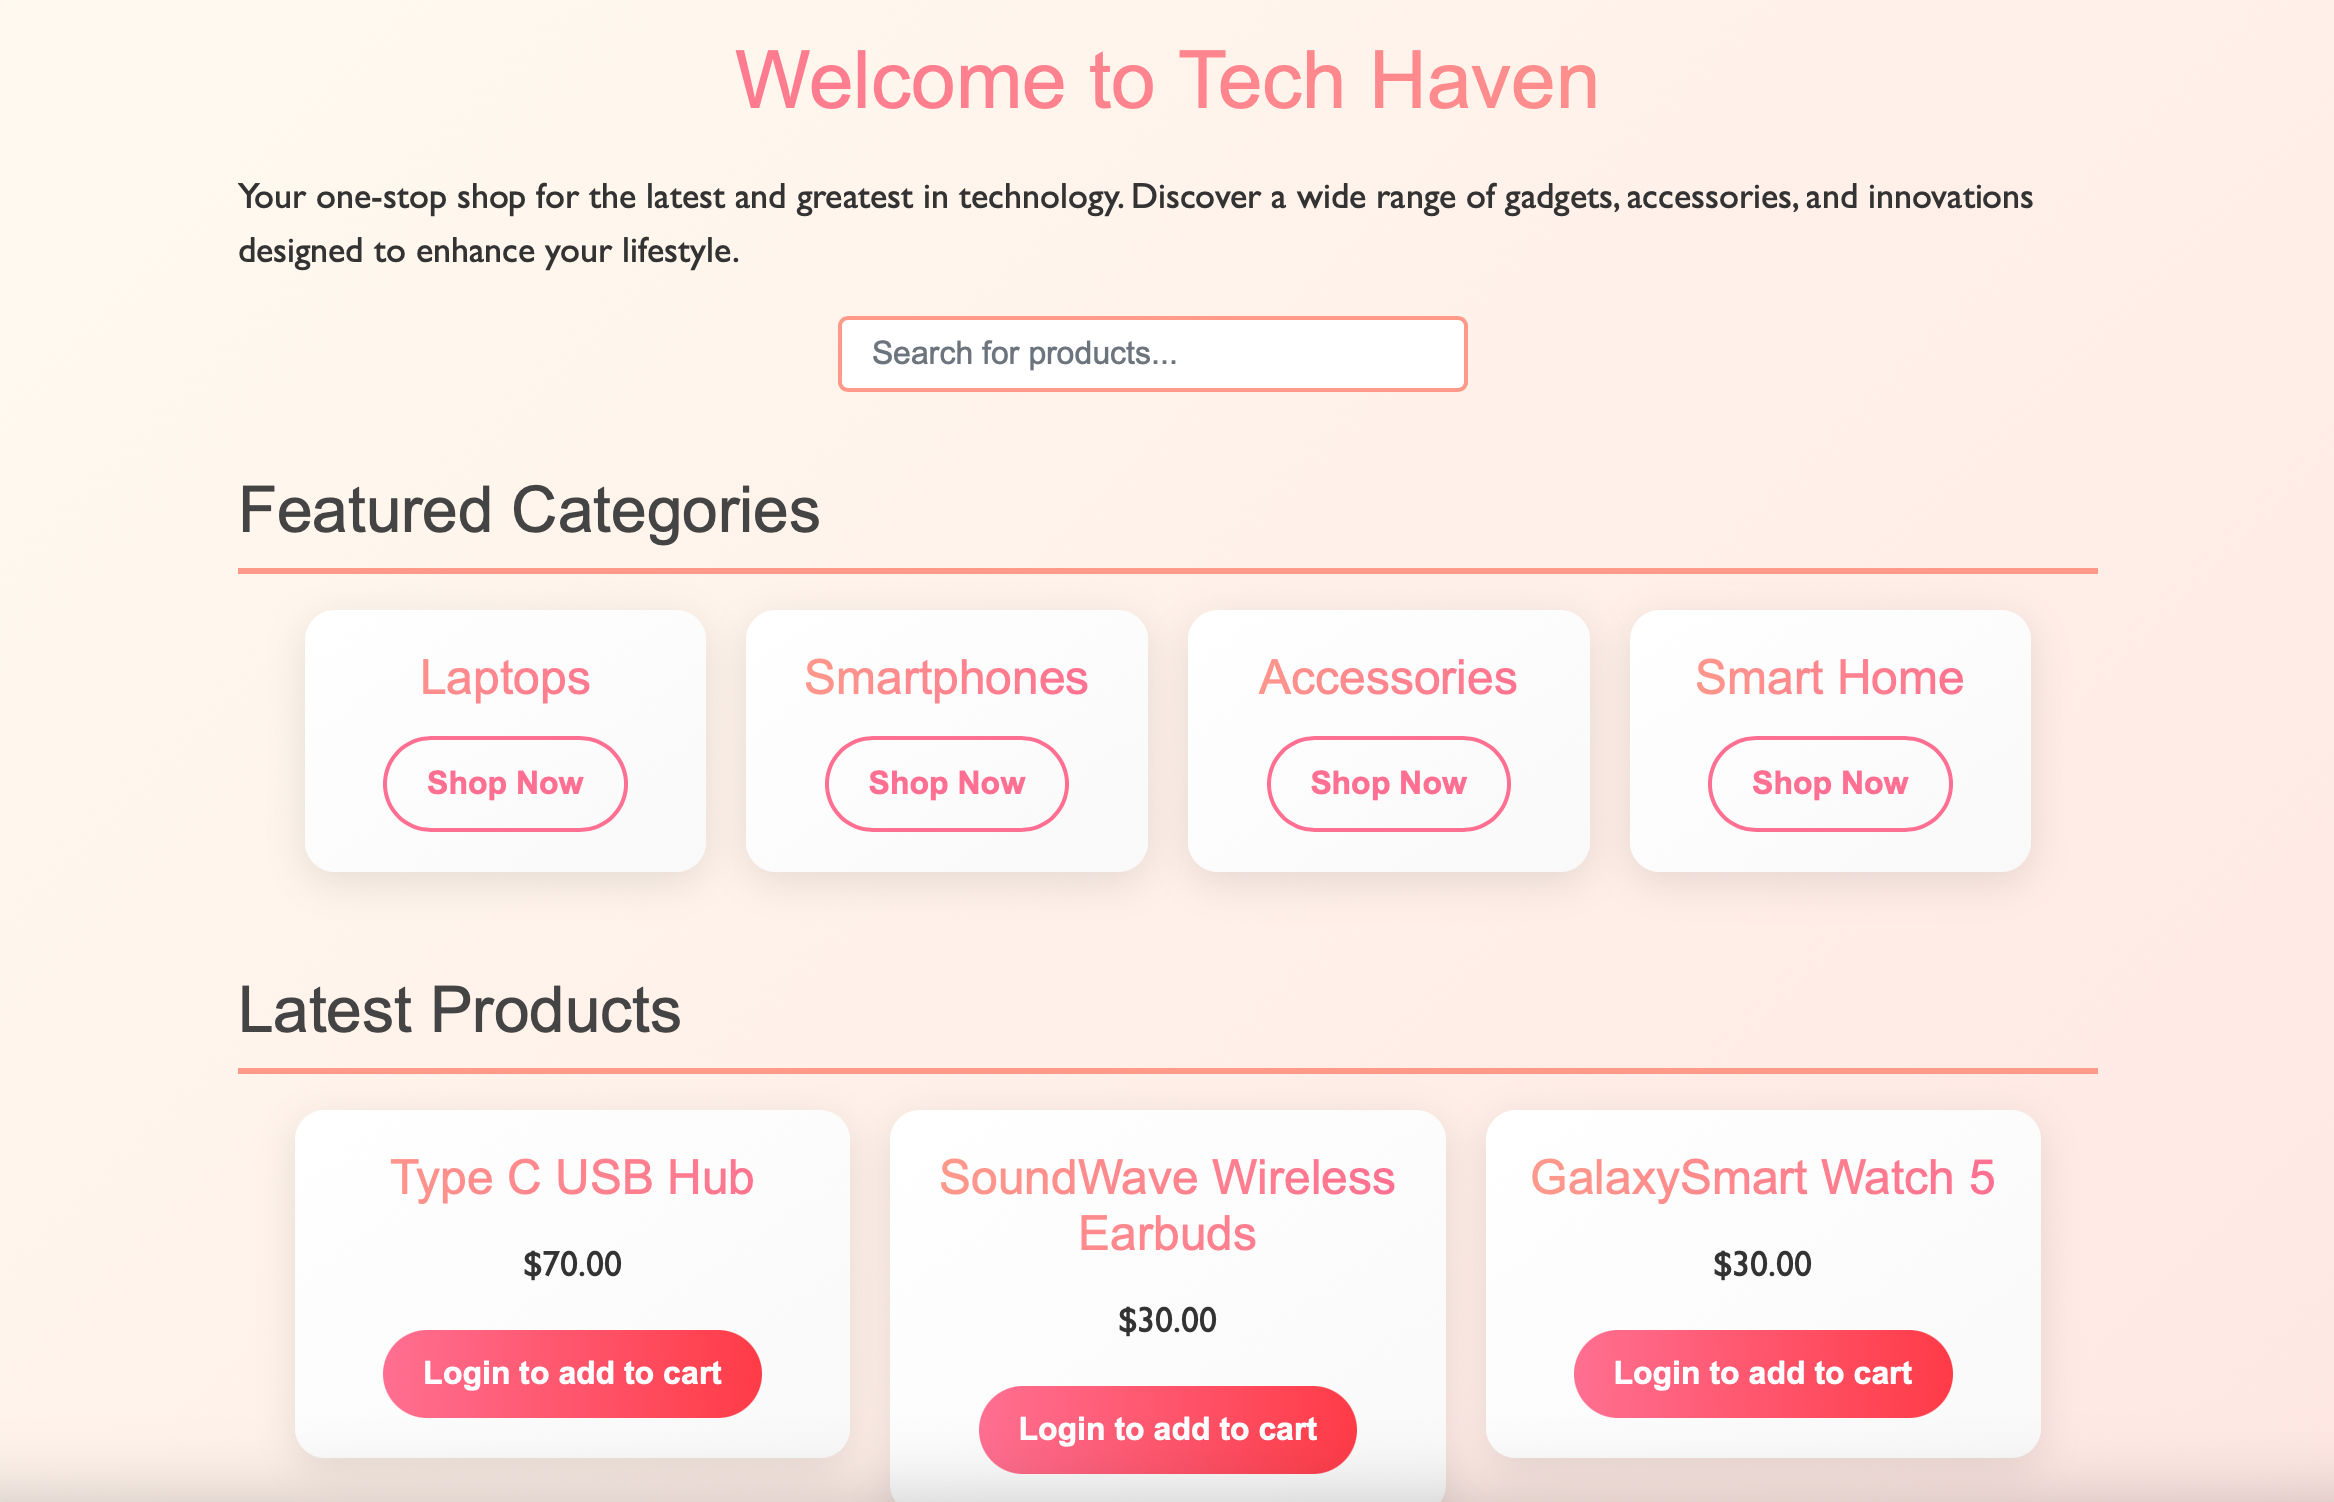 Welcome to Tech Haven
Your one-stop shop for the latest and greatest in technology. Discover a wide range of gadgets, accessories, and innovations
designed to enhance your lifestyle.
Search for products...
Featured Categories
Laptops
Shop Now
Smartphones
Shop Now
Accessories
Shop Now
Smart Home
Shop Now
Latest Products
Type C USB Hub
$70.00
Login to add to cart
SoundWave Wireless
Earbuds
$30.00
Login to add to cart
GalaxySmart Watch 5
$30.00
Login to add to cart